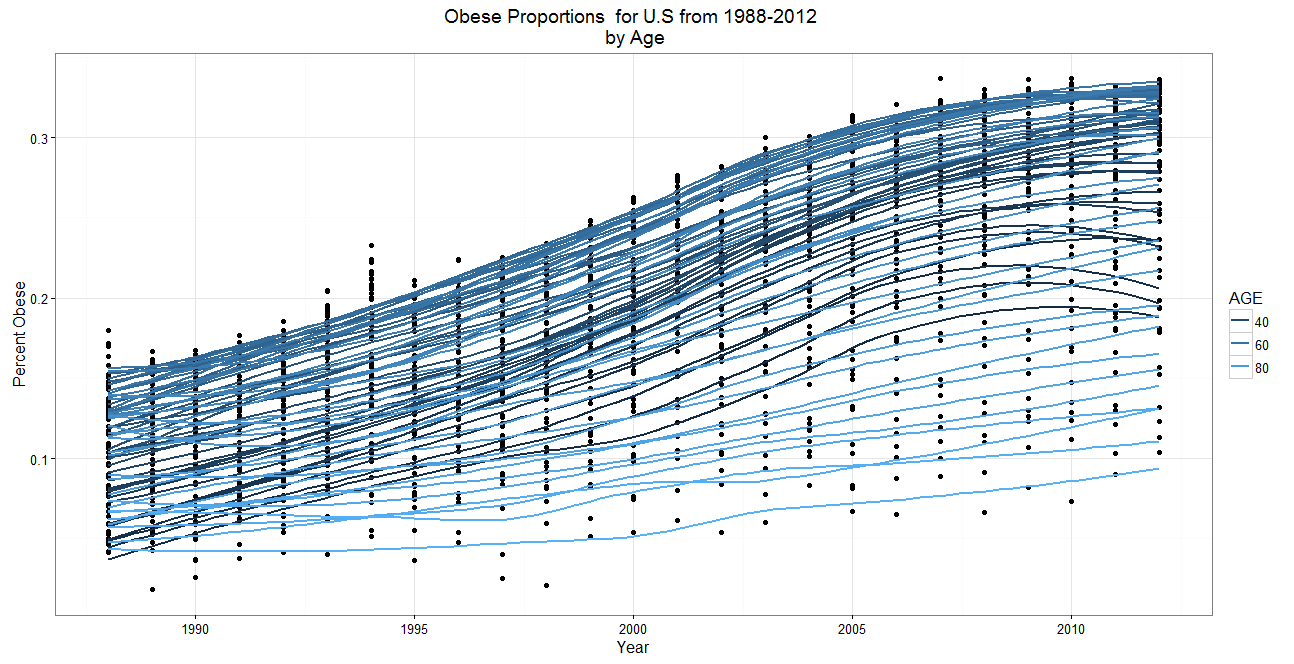 Obese Proportions  for U.S from 1988-2012
by Age
Percent Obese
0.3
0.2
0.1
1990
1995
2000
2005
2010
Year
AGE
40
60
80